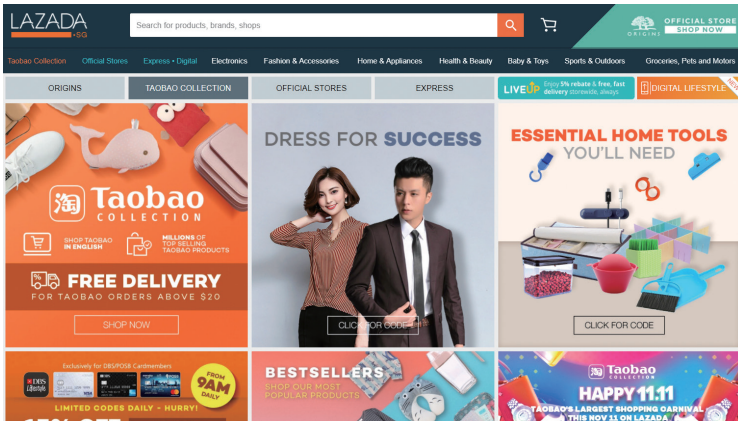 LAZADA
.SG
Search for products, brands, shops
ORIGINS
OFFICIAL STORE
SHOP NOW
Taobao Collection
Official Stores
Express • Digital
Electronics
Fashion & Accessories
Home & Appliances
Health & Beauty
Baby & Toys
Sports & Outdoors
Groceries, Pets and Motors
ORIGINS
TAOBAO COLLECTION
OFFICIAL STORES
EXPRESS
LIVEUP
Enjoy 5% rebate & free, fast
delivery storewide, always
DIGITAL LIFESTYLE
NEW
淘
Taobao
COLLECTION
SHOP TAOBAO
IN ENGLISH
MILLIONS OF
TOP SELLING
TAOBAO PRODUCTS
FREE DELIVERY
FOR TAOBAO ORDERS ABOVE $20
SHOP NOW
DRESS FOR SUCCESS
CLICK FOR CODE
ESSENTIAL HOME TOOLS
YOU'LL NEED
CLICK FOR CODE
Exclusively for DBS/POSB Cardmembers
DBS
Lifestyle
FROM
9AM
DAILY
LIMITED CODES DAILY - HURRY!
15% OFF
BESTSELLERS
SHOP OUR MOST
POPULAR PRODUCTS
淘
Taobao
COLLECTION
HAPPY 11.11
TAOBAO'S LARGEST SHOPPING CARNIVAL
THIS NOV 11 ON LAZADA